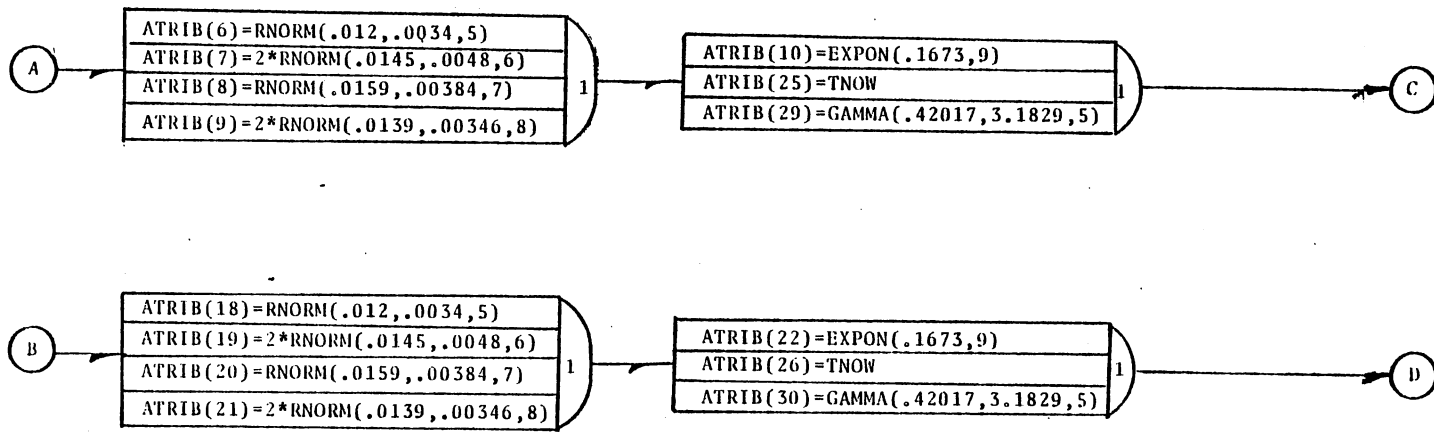 A
ATRIB(6)=RNORM(.012,.0034,5)
ATRIB(7)=2*RNORM(.0145,.0048,6)
ATRIB(8)=RNORM(.0159,.00384,7)
ATRIB(9)=2*RNORM(.0139,.00346,8)
1
ATRIB(10)=EXPON(.1673,9)
ATRIB(25)=TNOW
ATRIB(29)=GAMMA(.42017,3.1829,5)
1
C
B
ATRIB(18)=RNORM(.012,.0034,5)
ATRIB(19)=2*RNORM(.0145,.0048,6)
ATRIB(20)=RNORM(.0159,.00384,7)
ATRIB(21)=2*RNORM(.0139,.00346,8)
1
ATRIB(22)=EXPON(.1673,9)
ATRIB(26)=TNOW
ATRIB(30)=GAMMA(.42017,3.1829,5)
1
D